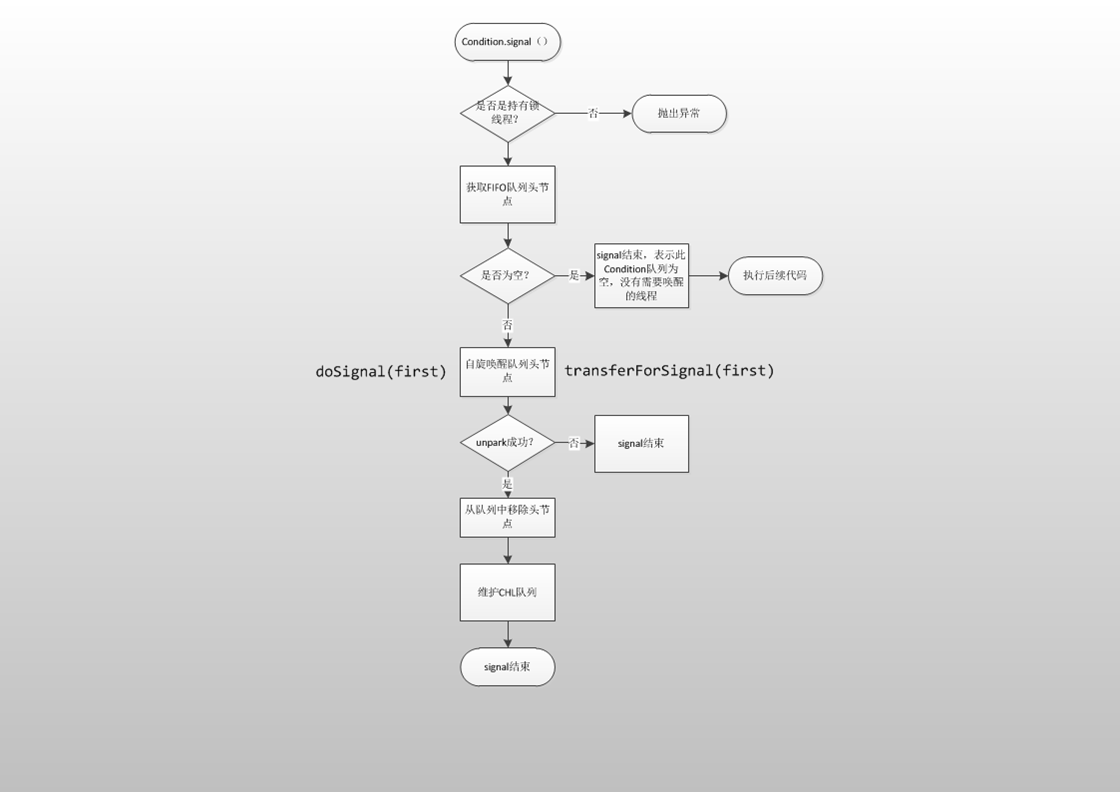 Condition.signal（）
是否是持有锁
线程？
否
抛出异常
获取FIFO队列头节
点
是否为空？
是
signal结束，表示此
Condition队列为
空，没有需要唤醒
的线程
执行后续代码
否
doSignal(first)
自旋唤醒队列头节
点
transferForSignal(first)
unpark成功？
否
signal结束
是
从队列中移除头节
点
维护CHL队列
signal结束